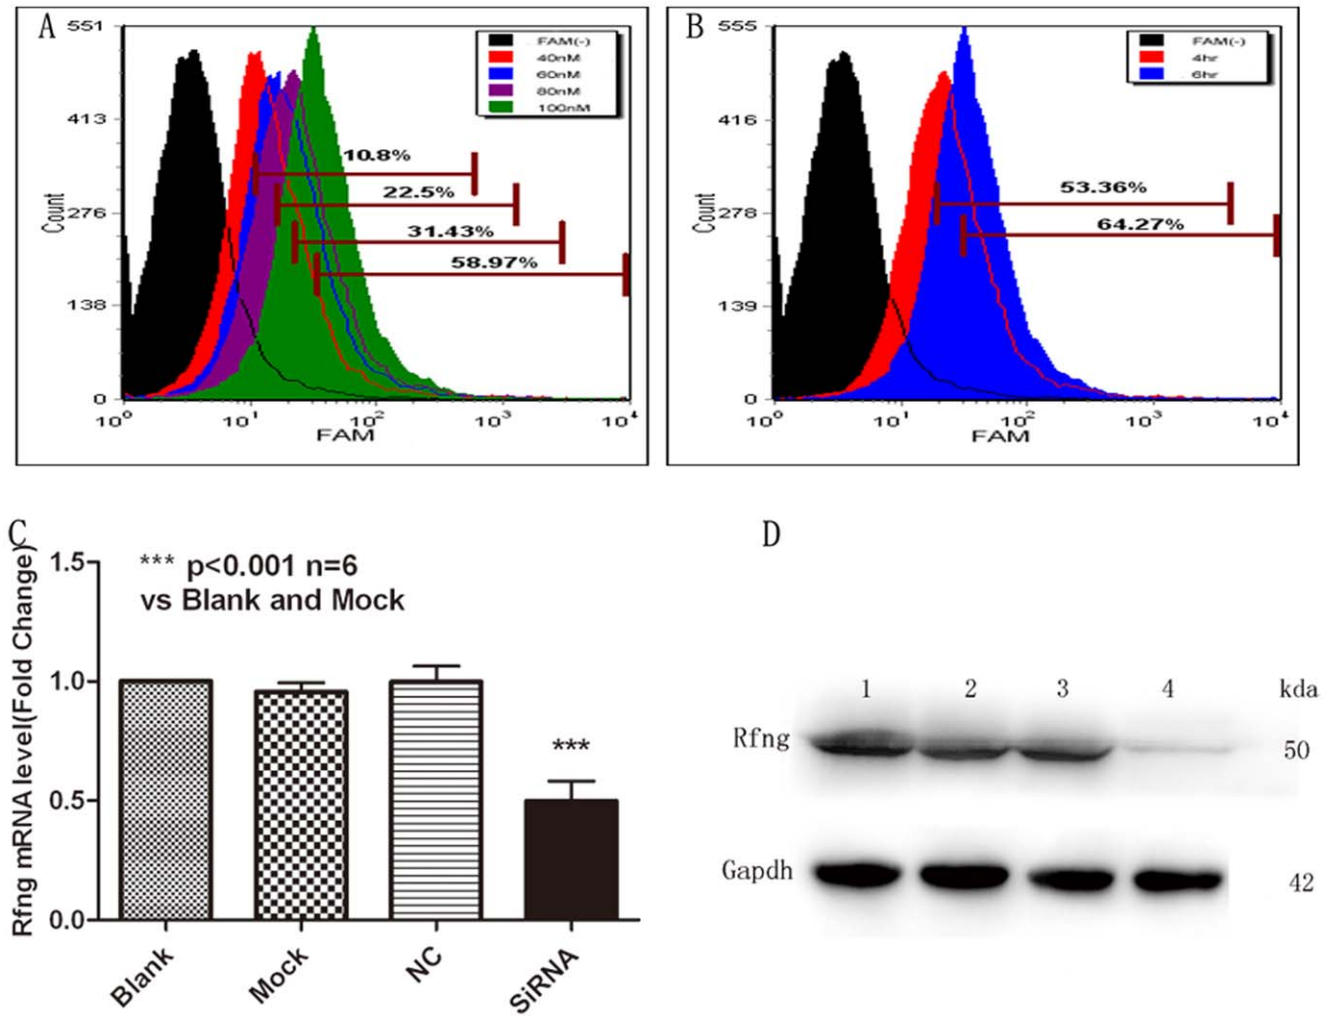 A
551
413
276
138
0
Count
10⁰
10¹
10²
10³
10⁴
FAM
FAM(-)
40nM
60nM
80nM
100nM
10.8%
22.5%
31.43%
58.97%
B
555
416
278
139
0
Count
10⁰
10¹
10²
10³
10⁴
FAM
FAM(-)
4hr
6hr
53.36%
64.27%
C
Rfng mRNA level(Fold Change)
1.5
1.0
0.5
0.0
*** p<0.001 n=6
vs Blank and Mock
***
Blank
Mock
NC
SiRNA
D
1 2 3 4 kda
Rfng 50
Gapdh 42